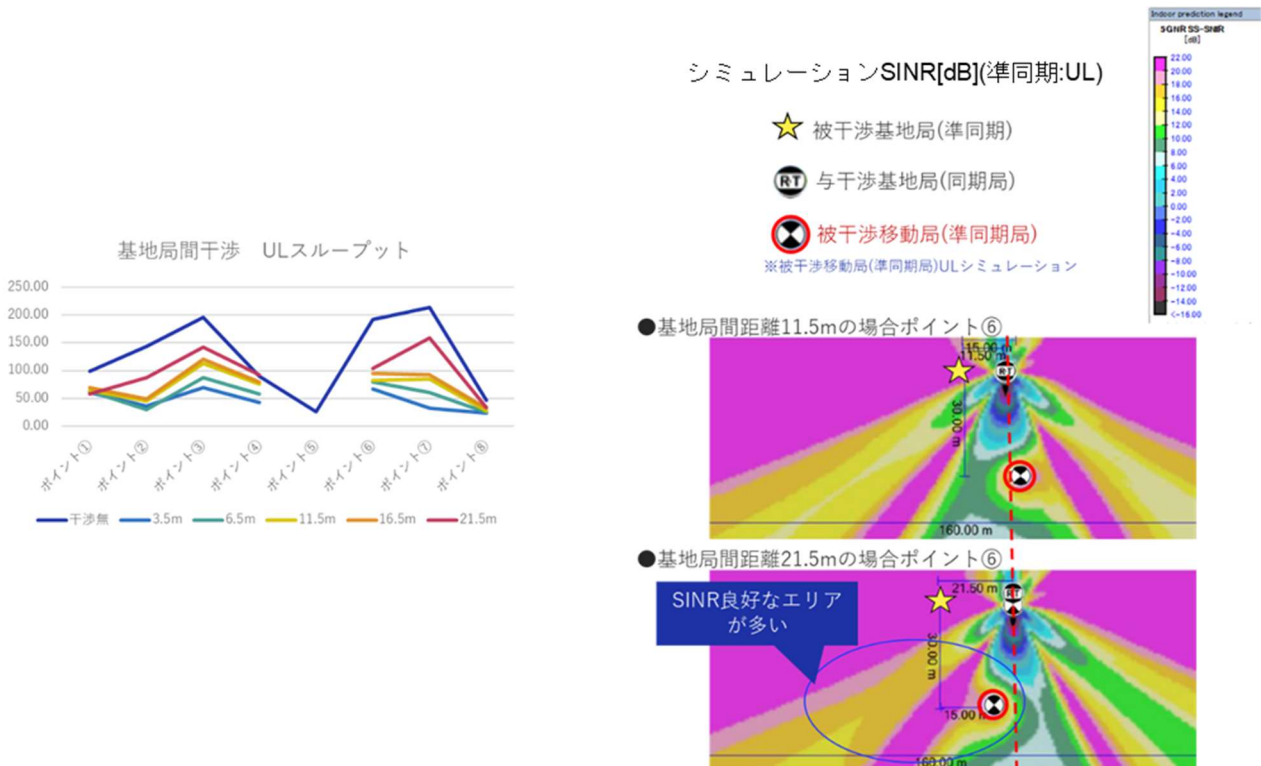 Indoor prediction legend
5GNR SS-SNIR
[dB]
22.00
20.00
18.00
16.00
14.00
12.00
10.00
8.00
6.00
4.00
2.00
0.00
-2.00
-4.00
-6.00
-8.00
-10.00
-12.00
-14.00
<-16.00
シミュレーションSINR[dB](準同期:UL)
被干渉基地局(準同期)
RT 与干渉基地局(同期局)
被干渉移動局(準同期局)
※被干渉移動局(準同期局)ULシミュレーション
基地局間干渉 ULスループット
250.00
200.00
150.00
100.00
50.00
0.00
ポイント①
ポイント②
ポイント③
ポイント④
ポイント⑤
ポイント⑥
ポイント⑦
ポイント⑧
干渉無 3.5m 6.5m 11.5m 16.5m 21.5m
●基地局間距離11.5mの場合ポイント⑥
15.00 m
11.50 m
RT
30.00 m
160.00 m
●基地局間距離21.5mの場合ポイント⑥
SINR良好なエリア
が多い
21.50 m
RT
30.00 m
15.00
160.00 m